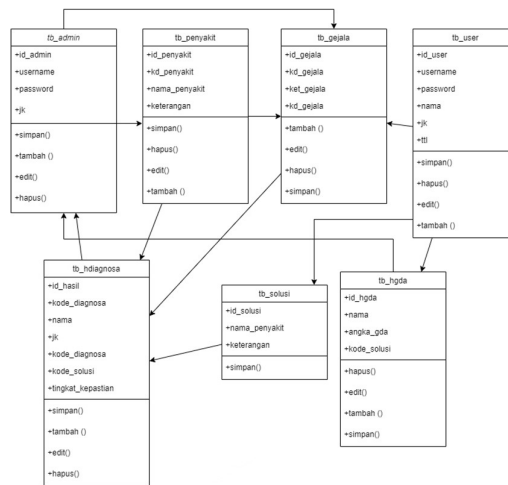 tb_admin
+id_admin
+username
+password
+jk
+simpan()
+tambah ()
+edit()
+hapus()
tb_penyakit
+id_penyakit
+kd_penyakit
+nama_penyakit
+keterangan
+simpan()
+hapus()
+edit()
+tambah ()
tb_gejala
+id_gejala
+kd_gejala
+ket_gejala
+kd_gejala
+tambah ()
+edit()
+hapus()
+simpan()
tb_user
+id_user
+username
+password
+nama
+jk
+ttl
+simpan()
+hapus()
+edit()
+tambah ()
tb_hdiagnosa
+id_hasil
+kode_diagnosa
+nama
+jk
+kode_diagnosa
+kode_solusi
+tingkat_kepastian
+simpan()
+tambah ()
+edit()
+hapus()
tb_solusi
+id_solusi
+nama_penyakit
+keterangan
+simpan()
tb_hgda
+id_hgda
+nama
+angka_gda
+kode_solusi
+hapus()
+edit()
+tambah ()
+simpan()